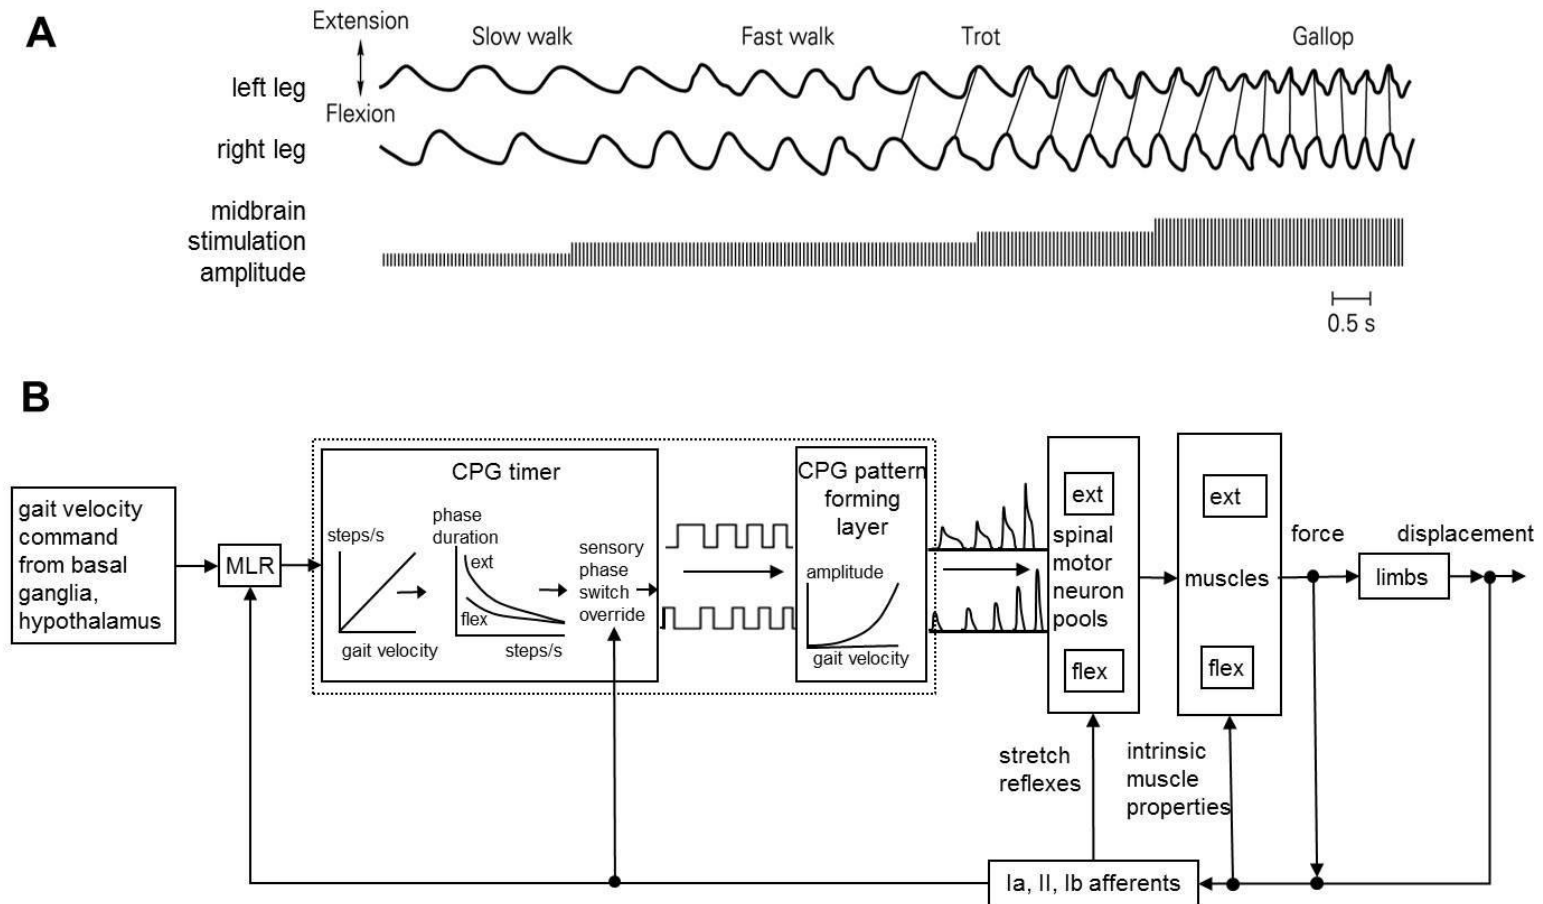 A
Extension
Slow walk
Fast walk
Trot
Gallop
left leg
Flexion
right leg
midbrain
stimulation
amplitude
0.5 s
B
gait velocity
command
from basal
ganglia,
hypothalamus
MLR
CPG timer
steps/s
gait velocity
phase
duration
ext
flex
steps/s
sensory
phase
switch
override
CPG pattern
forming
layer
amplitude
gait velocity
ext
spinal
motor
neuron
pools
flex
ext
muscles
flex
force
displacement
limbs
stretch
reflexes
intrinsic
muscle
properties
Ia, II, Ib afferents